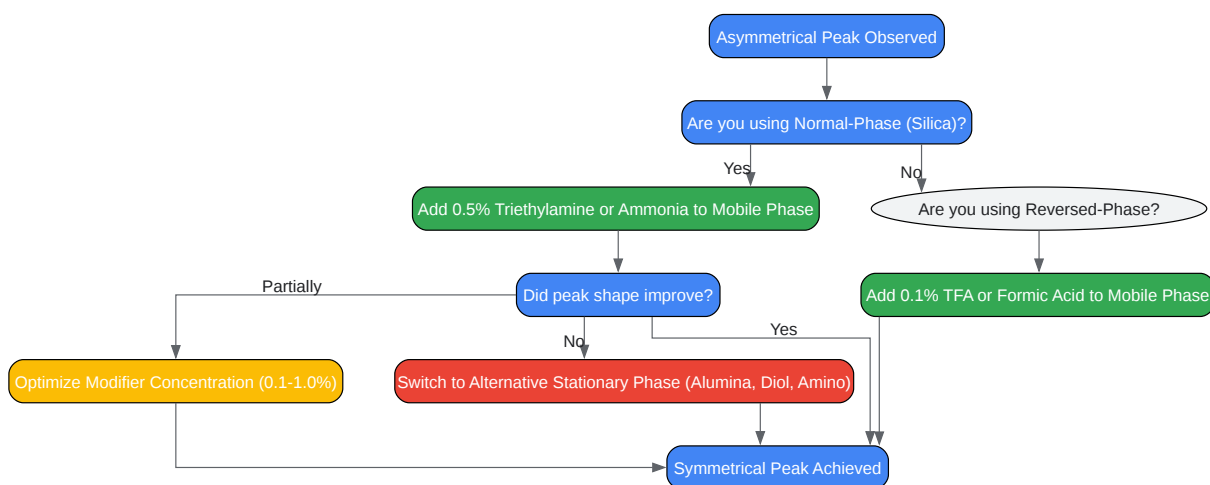 Asymmetrical Peak Observed
Are you using Normal-Phase (Silica)?
Yes
No
Add 0.5% Triethylamine or Ammonia to Mobile Phase
Are you using Reversed-Phase?
Partially
Did peak shape improve?
Add 0.1% TFA or Formic Acid to Mobile Phase
No
Yes
Optimize Modifier Concentration (0.1-1.0%)
Switch to Alternative Stationary Phase (Alumina, Diol, Amino)
Symmetrical Peak Achieved